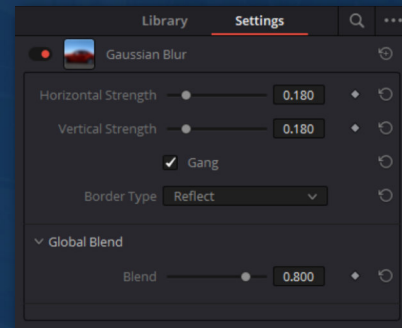 Library Settings
Gaussian Blur
Horizontal Strength 0.180
Vertical Strength 0.180
Gang
Border Type Reflect
Global Blend
Blend 0.800